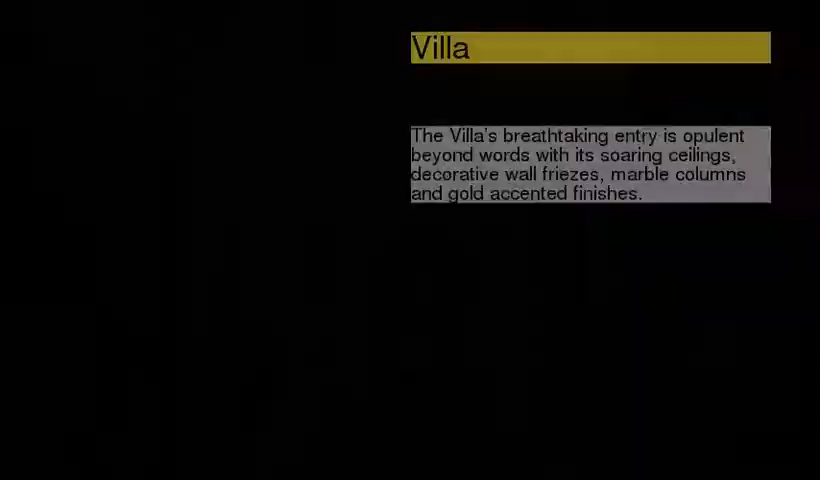 Villa
The Villa's breathtaking entry is opulent
beyond words with its soaring ceilings,
decorative wall friezes, marble columns
and gold accented finishes.